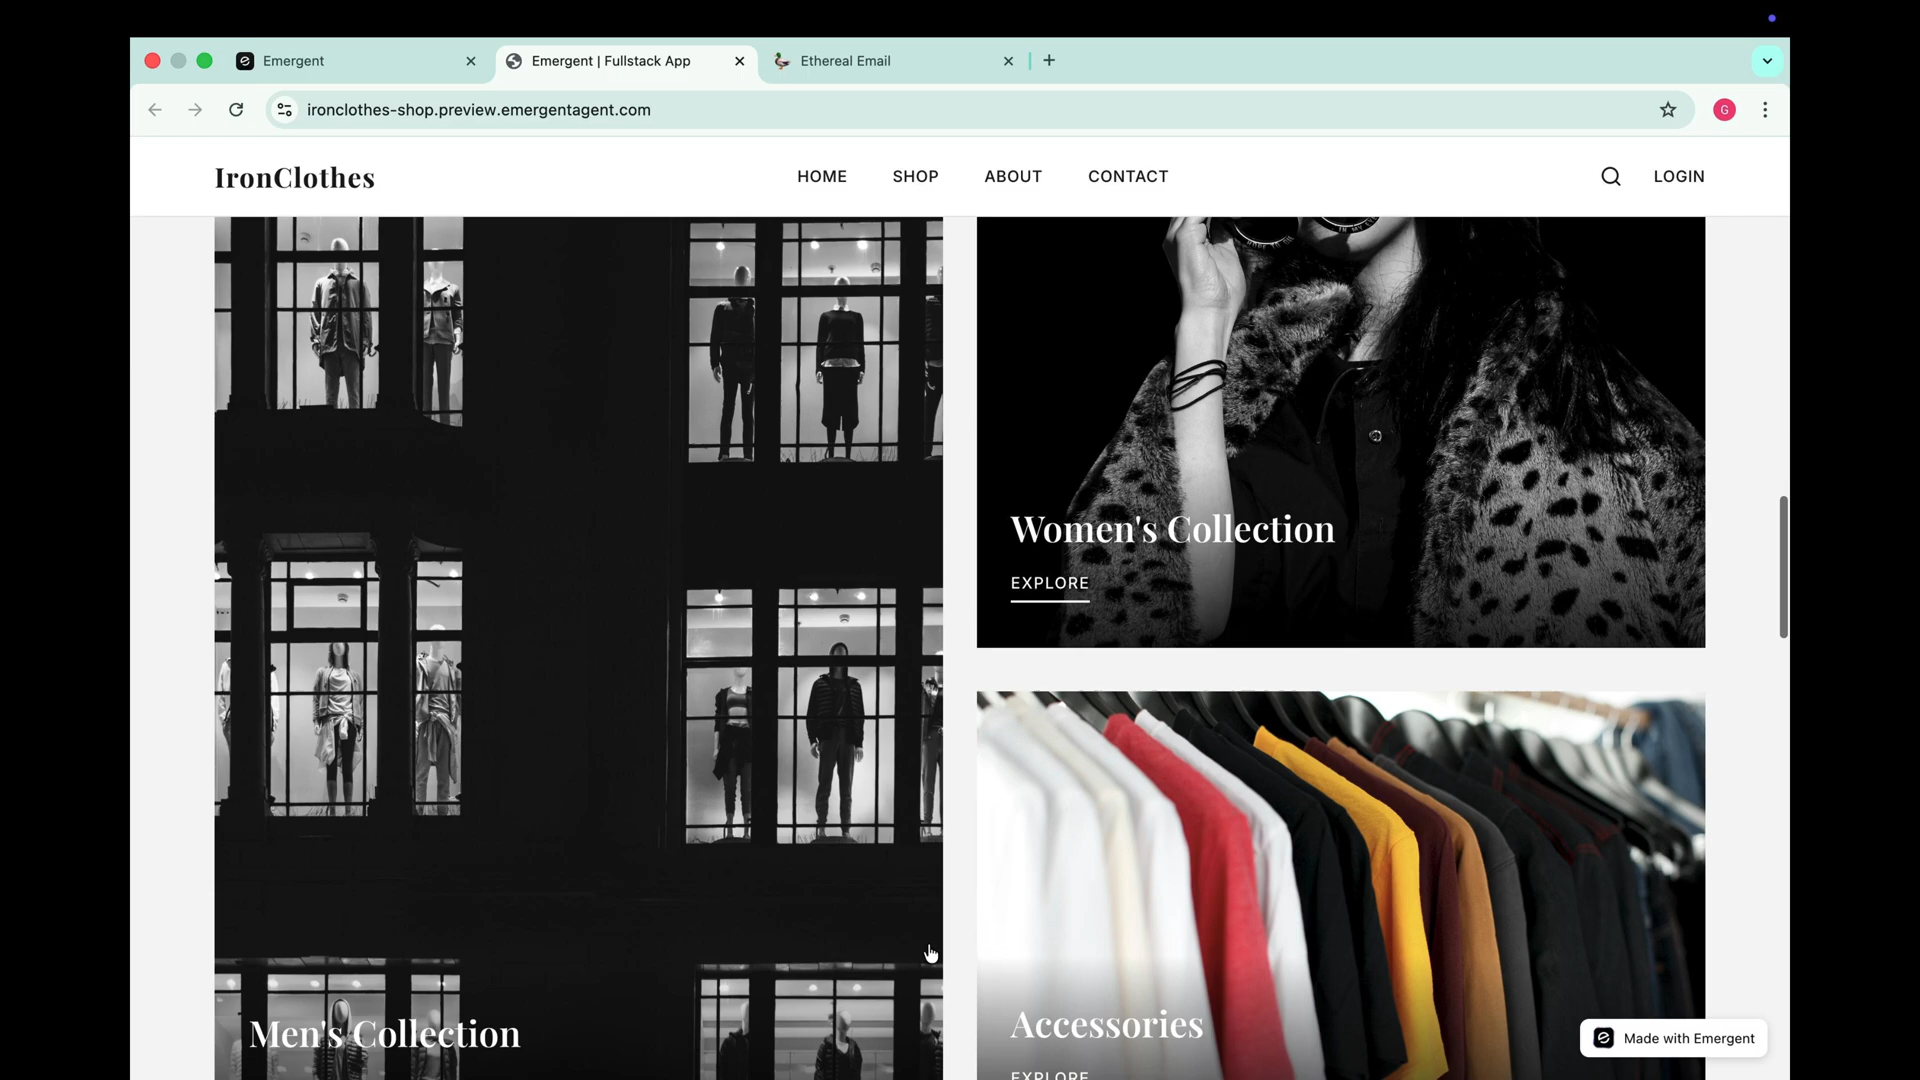 Emergent
Emergent | Fullstack App
Ethereal Email
ironclothes-shop.preview.emergentagent.com
G
IronClothes
HOME
SHOP
ABOUT
CONTACT
LOGIN
Women's Collection
EXPLORE
Men's Collection
Accessories
EXPLORE
Made with Emergent